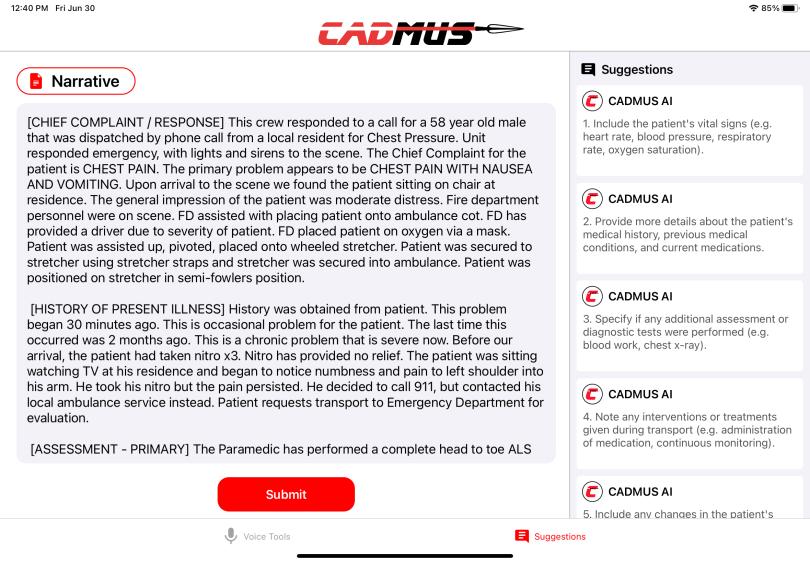 12:40 PM Fri Jun 30
85%
CADMUS
Narrative
[CHIEF COMPLAINT / RESPONSE] This crew responded to a call for a 58 year old male
that was dispatched by phone call from a local resident for Chest Pressure. Unit
responded emergency, with lights and sirens to the scene. The Chief Complaint for the
patient is CHEST PAIN. The primary problem appears to be CHEST PAIN WITH NAUSEA
AND VOMITING. Upon arrival to the scene we found the patient sitting on chair at
residence. The general impression of the patient was moderate distress. Fire department
personnel were on scene. FD assisted with placing patient onto ambulance cot. FD has
provided a driver due to severity of patient. FD placed patient on oxygen via a mask.
Patient was assisted up, pivoted, placed onto wheeled stretcher. Patient was secured to
stretcher using stretcher straps and stretcher was secured into ambulance. Patient was
positioned on stretcher in semi-fowlers position.
[HISTORY OF PRESENT ILLNESS] History was obtained from patient. This problem
began 30 minutes ago. This is occasional problem for the patient. The last time this
occurred was 2 months ago. This is a chronic problem that is severe now. Before our
arrival, the patient had taken nitro x3. Nitro has provided no relief. The patient was sitting
watching TV at his residence and began to notice numbness and pain to left shoulder into
his arm. He took his nitro but the pain persisted. He decided to call 911, but contacted his
local ambulance service instead. Patient requests transport to Emergency Department for
evaluation.
[ASSESSMENT - PRIMARY] The Paramedic has performed a complete head to toe ALS
Submit
Suggestions
CADMUS AI
1. Include the patient's vital signs (e.g.
heart rate, blood pressure, respiratory
rate, oxygen saturation).
CADMUS AI
2. Provide more details about the patient's
medical history, previous medical
conditions, and current medications.
CADMUS AI
3. Specify if any additional assessment or
diagnostic tests were performed (e.g.
blood work, chest x-ray).
CADMUS AI
4. Note any interventions or treatments
given during transport (e.g. administration
of medication, continuous monitoring).
CADMUS AI
5. Include any changes in the patient's
Voice Tools
Suggestions